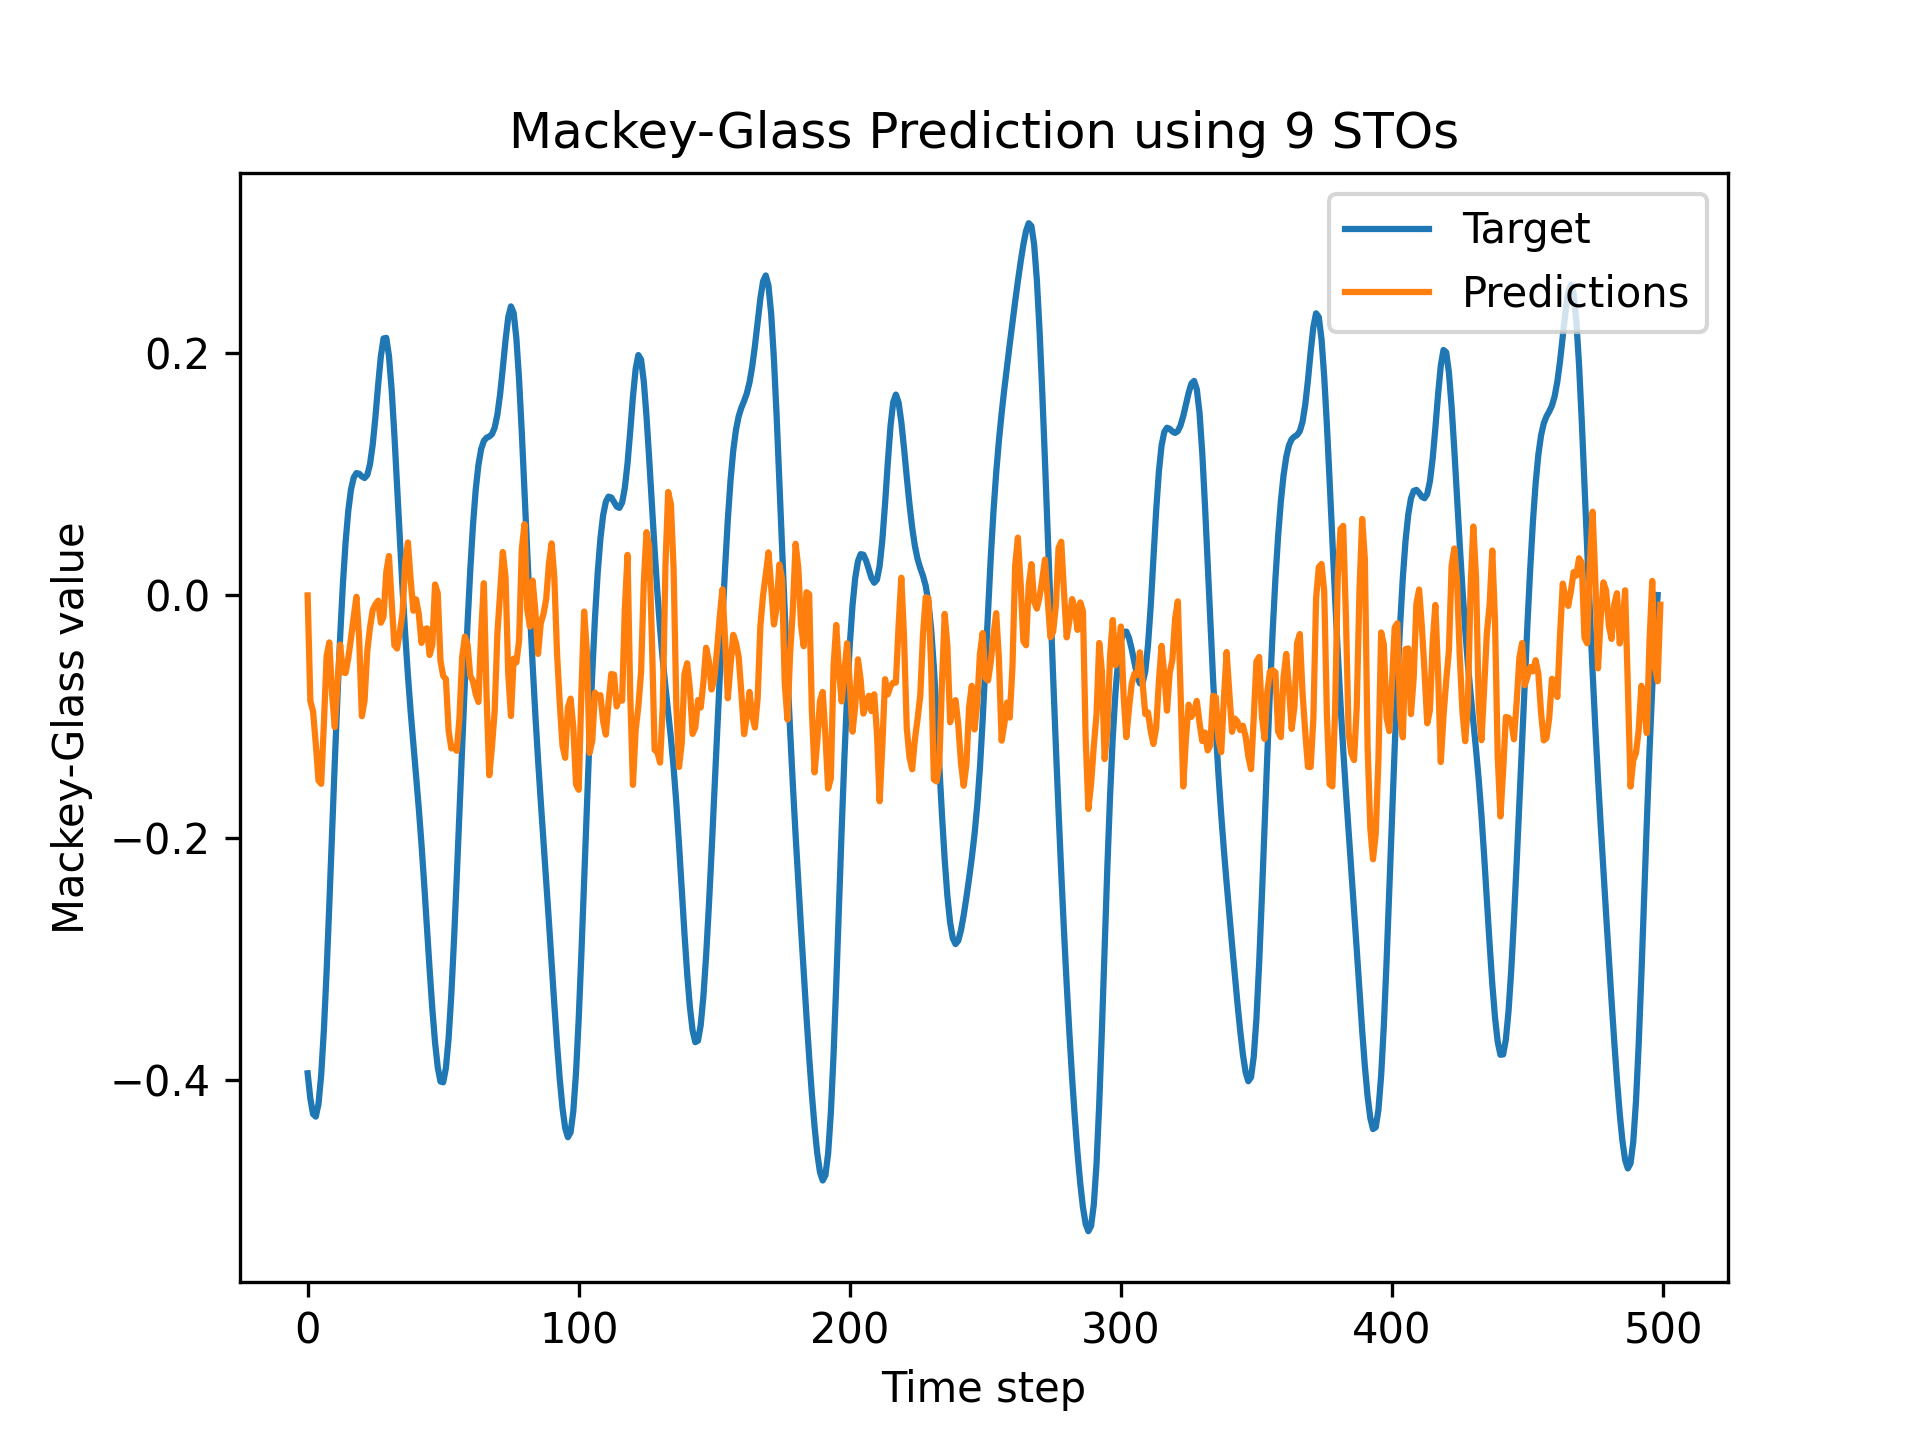 Mackey-Glass Prediction using 9 STOs
Target
Predictions
Mackey-Glass value
0.2
0.0
−0.2
−0.4
0 100 200 300 400 500
Time step